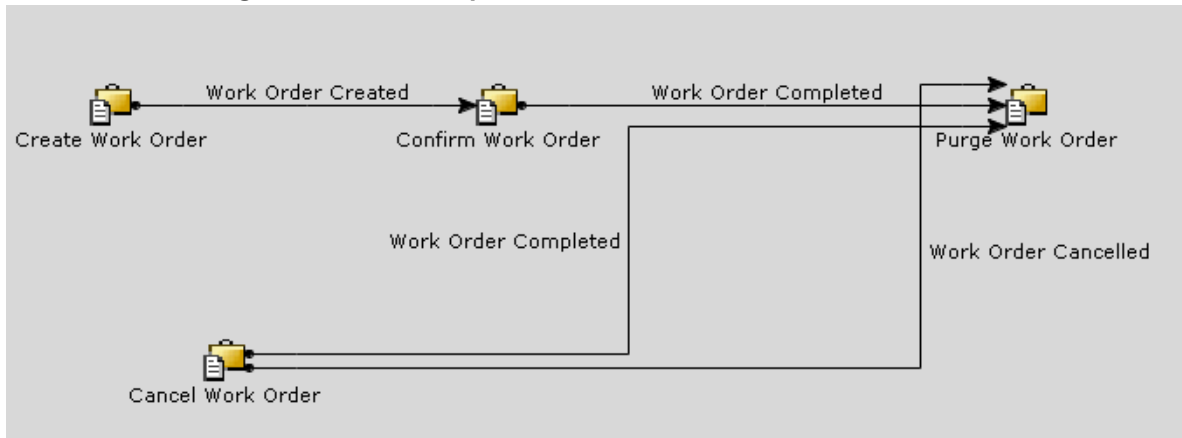 Work Order Created
Work Order Completed
Create Work Order
Confirm Work Order
Purge Work Order
Work Order Completed
Work Order Cancelled
Cancel Work Order